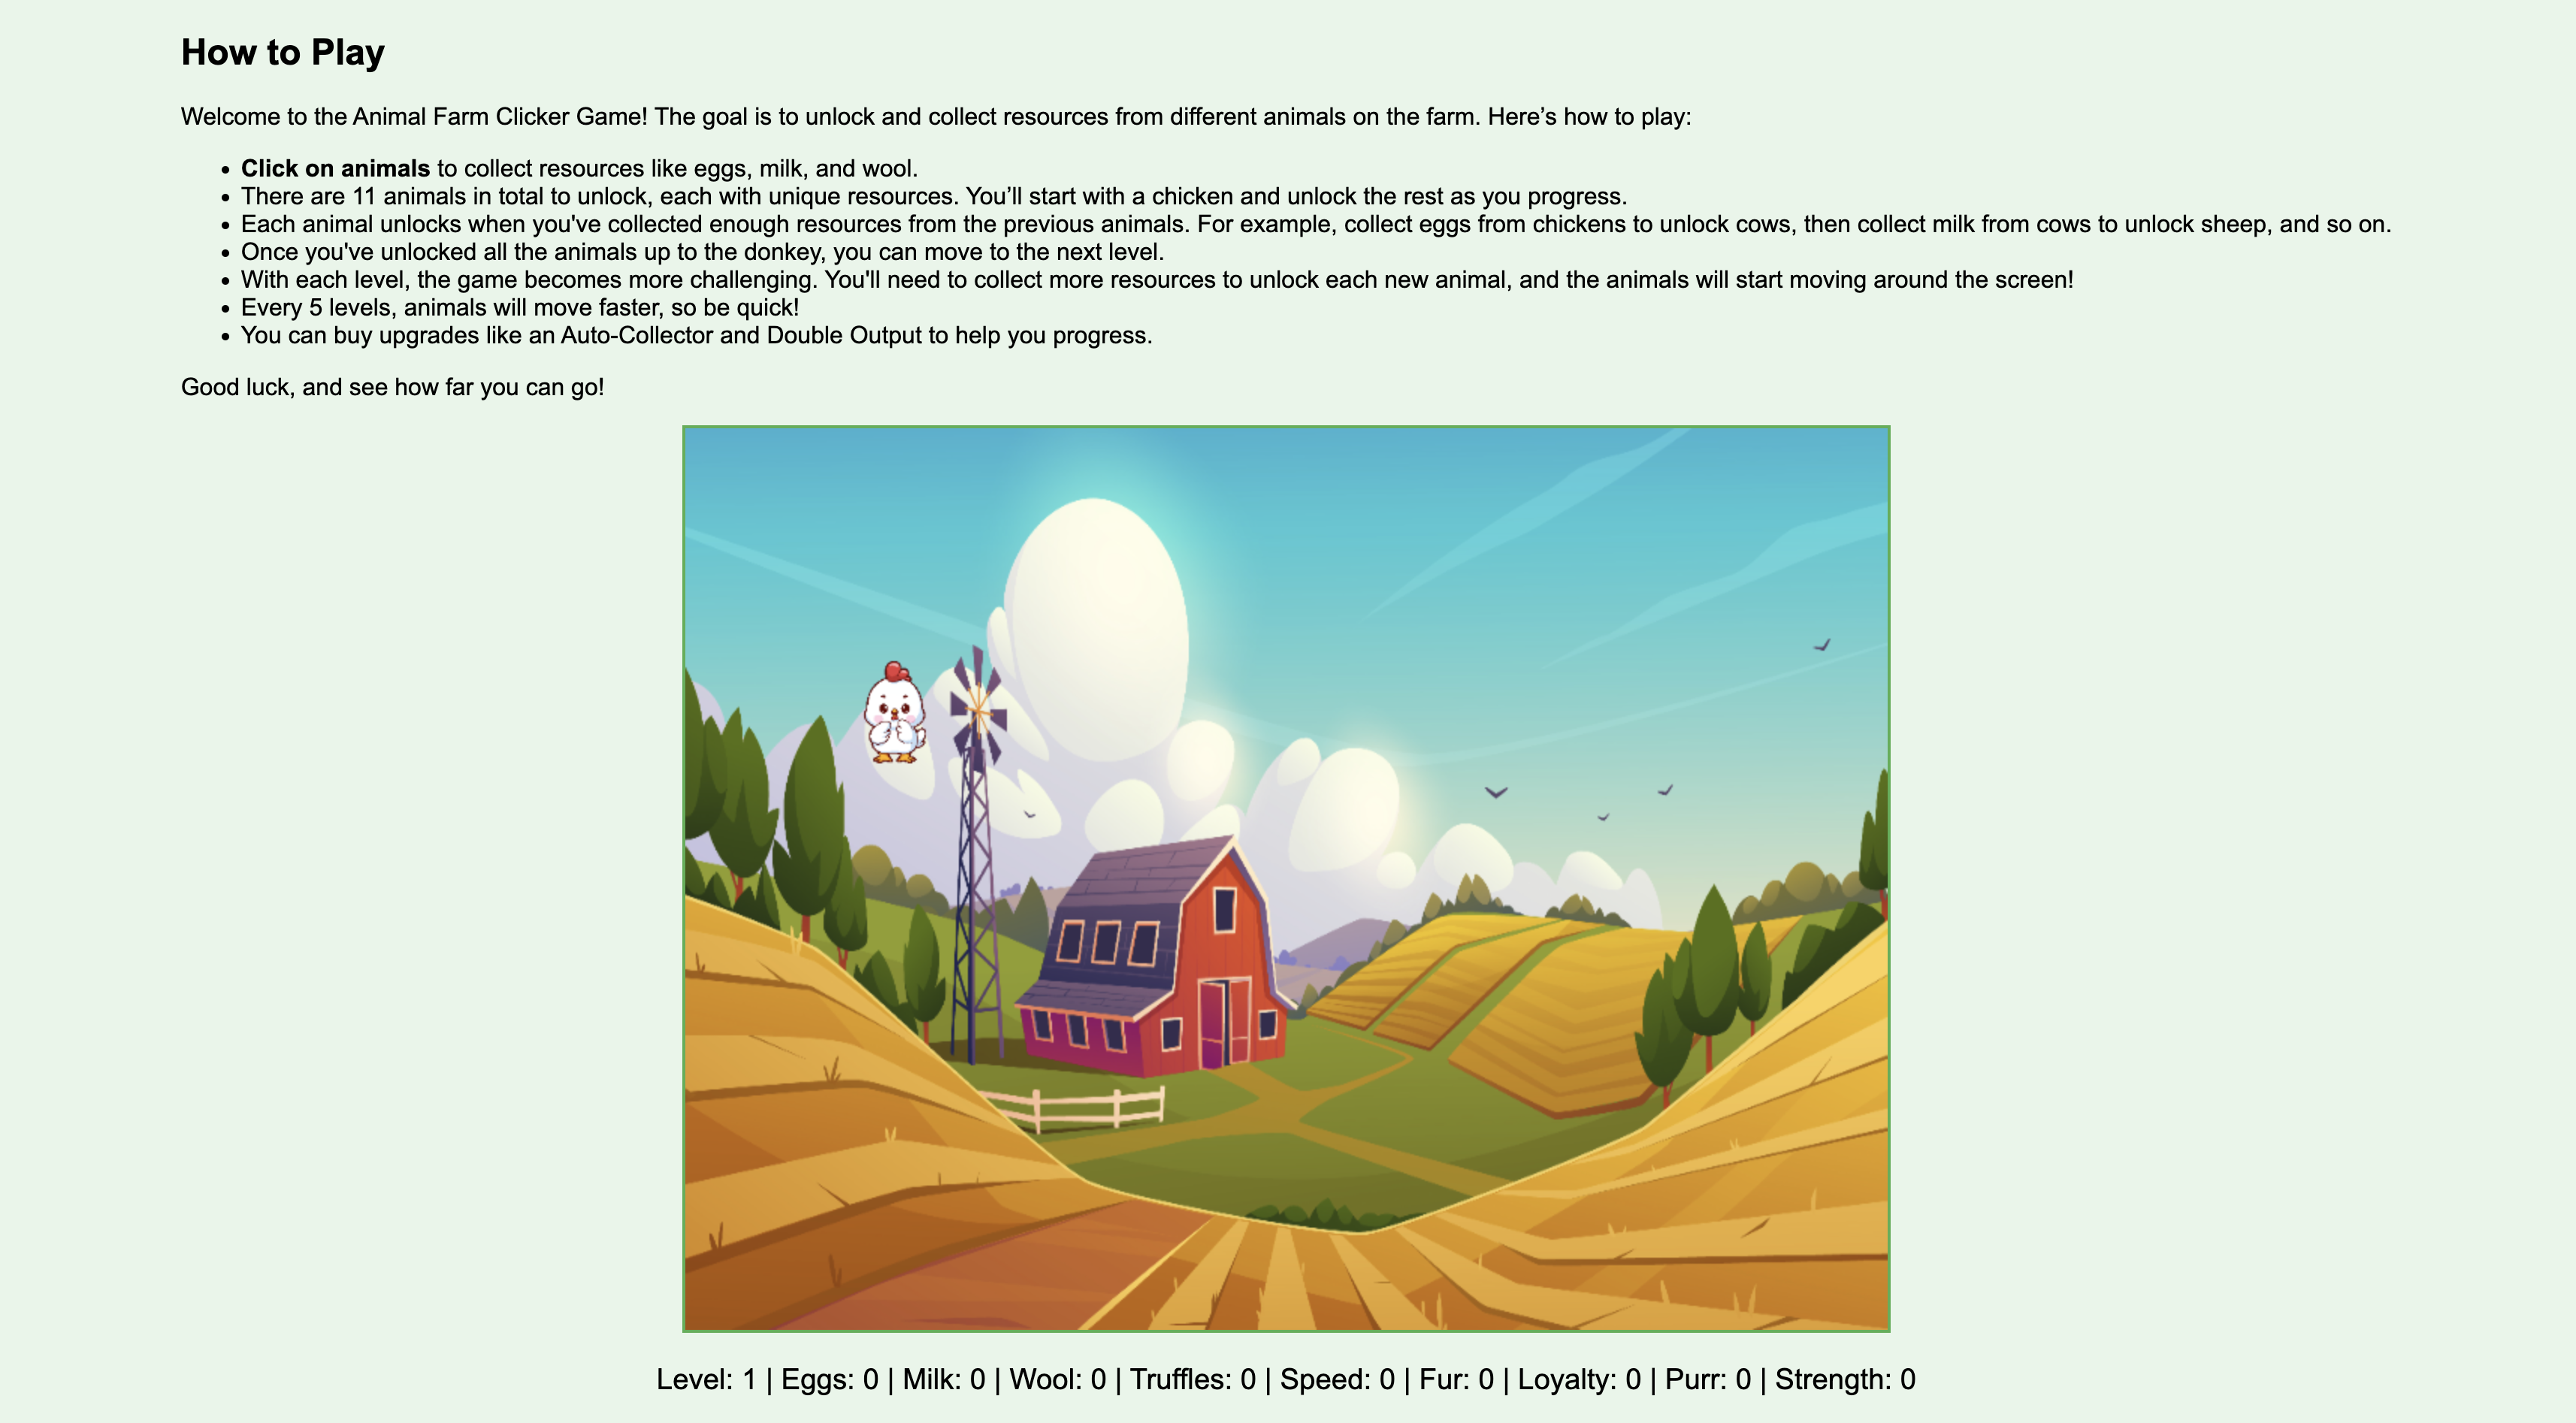 How to Play
Welcome to the Animal Farm Clicker Game! The goal is to unlock and collect resources from different animals on the farm. Here’s how to play:
• Click on animals to collect resources like eggs, milk, and wool.
• There are 11 animals in total to unlock, each with unique resources. You’ll start with a chicken and unlock the rest as you progress.
• Each animal unlocks when you've collected enough resources from the previous animals. For example, collect eggs from chickens to unlock cows, then collect milk from cows to unlock sheep, and so on.
• Once you've unlocked all the animals up to the donkey, you can move to the next level.
• With each level, the game becomes more challenging. You'll need to collect more resources to unlock each new animal, and the animals will start moving around the screen!
• Every 5 levels, animals will move faster, so be quick!
• You can buy upgrades like an Auto-Collector and Double Output to help you progress.
Good luck, and see how far you can go!
Level: 1 | Eggs: 0 | Milk: 0 | Wool: 0 | Truffles: 0 | Speed: 0 | Fur: 0 | Loyalty: 0 | Purr: 0 | Strength: 0